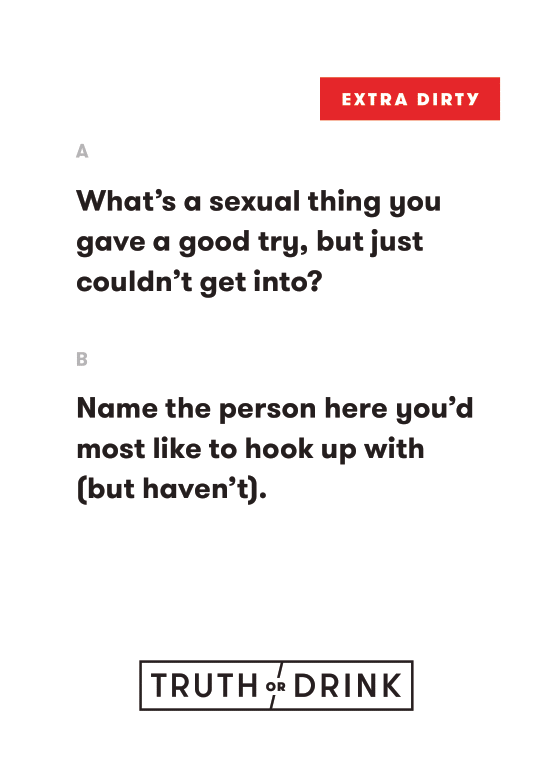 EXTRA DIRTY
A
What's a sexual thing you
gave a good try, but just
couldn't get into?
B
Name the person here you'd
most like to hook up with
(but haven't).
TRUTH OR DRINK